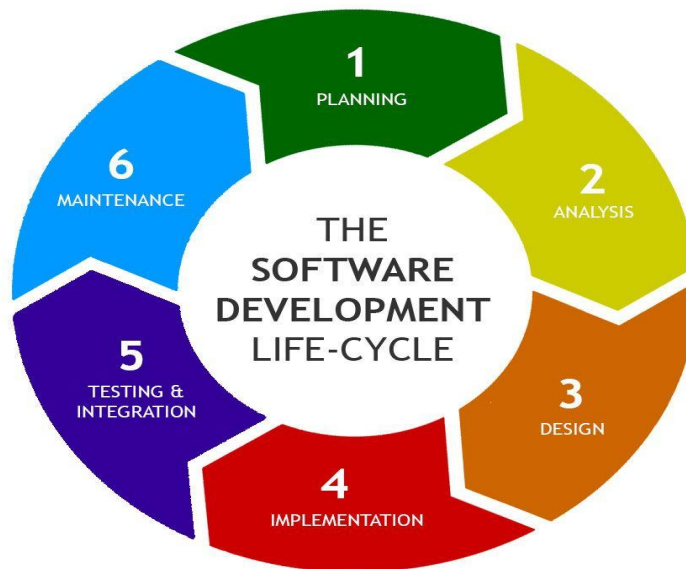 1
PLANNING
2
ANALYSIS
3
DESIGN
4
IMPLEMENTATION
5
TESTING &
INTEGRATION
6
MAINTENANCE
THE
SOFTWARE
DEVELOPMENT
LIFE-CYCLE